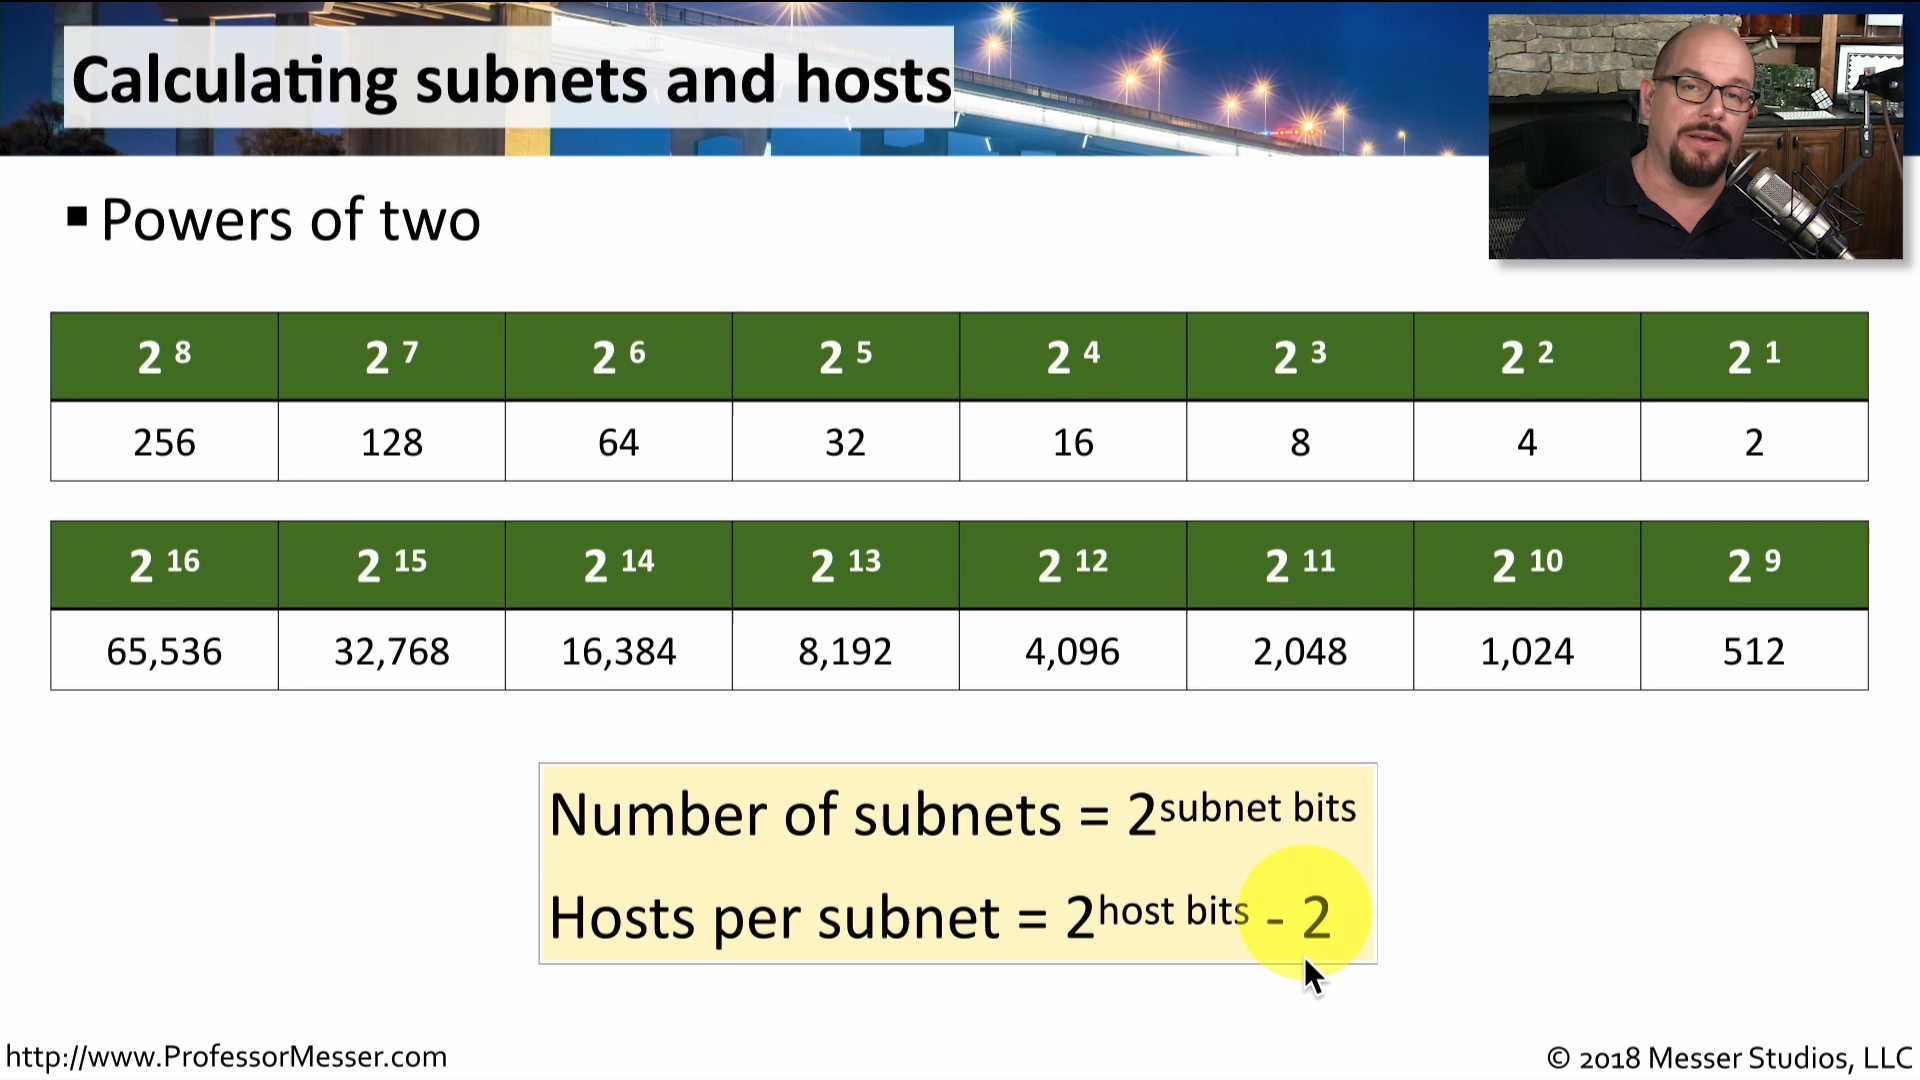 Calculating subnets and hosts
▪ Powers of two
2 8 2 7 2 6 2 5 2 4 2 3 2 2 2 1
256 128 64 32 16 8 4 2
2 16 2 15 2 14 2 13 2 12 2 11 2 10 2 9
65,536 32,768 16,384 8,192 4,096 2,048 1,024 512
Number of subnets = 2subnet bits
Hosts per subnet = 2host bits - 2
http://www.ProfessorMesser.com
© 2018 Messer Studios, LLC